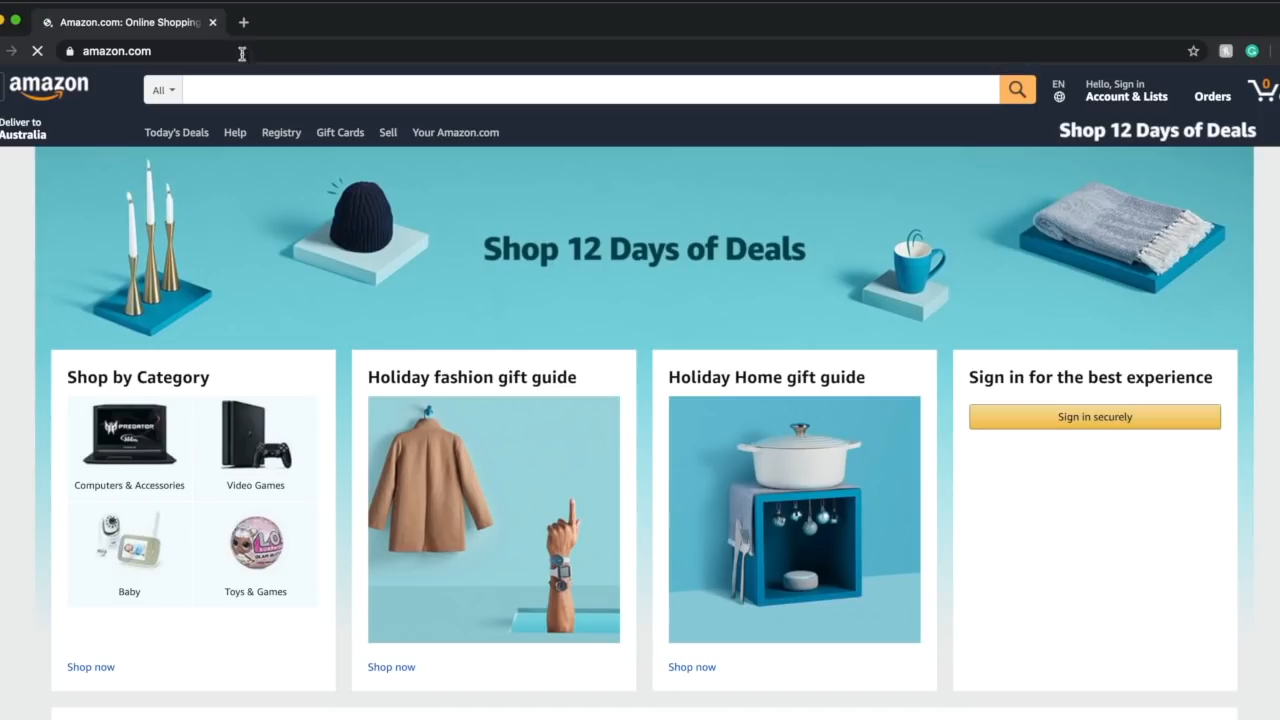 Amazon.com: Online Shopping
amazon.com
amazon
All
EN
Hello, Sign in
Account & Lists
Orders
0
Deliver to
Australia
Today's Deals
Help
Registry
Gift Cards
Sell
Your Amazon.com
Shop 12 Days of Deals
Shop 12 Days of Deals
Shop by Category
Holiday fashion gift guide
Holiday Home gift guide
Sign in for the best experience
Sign in securely
PREDATOR
Computers & Accessories
Video Games
Baby
Toys & Games
Shop now
Shop now
Shop now